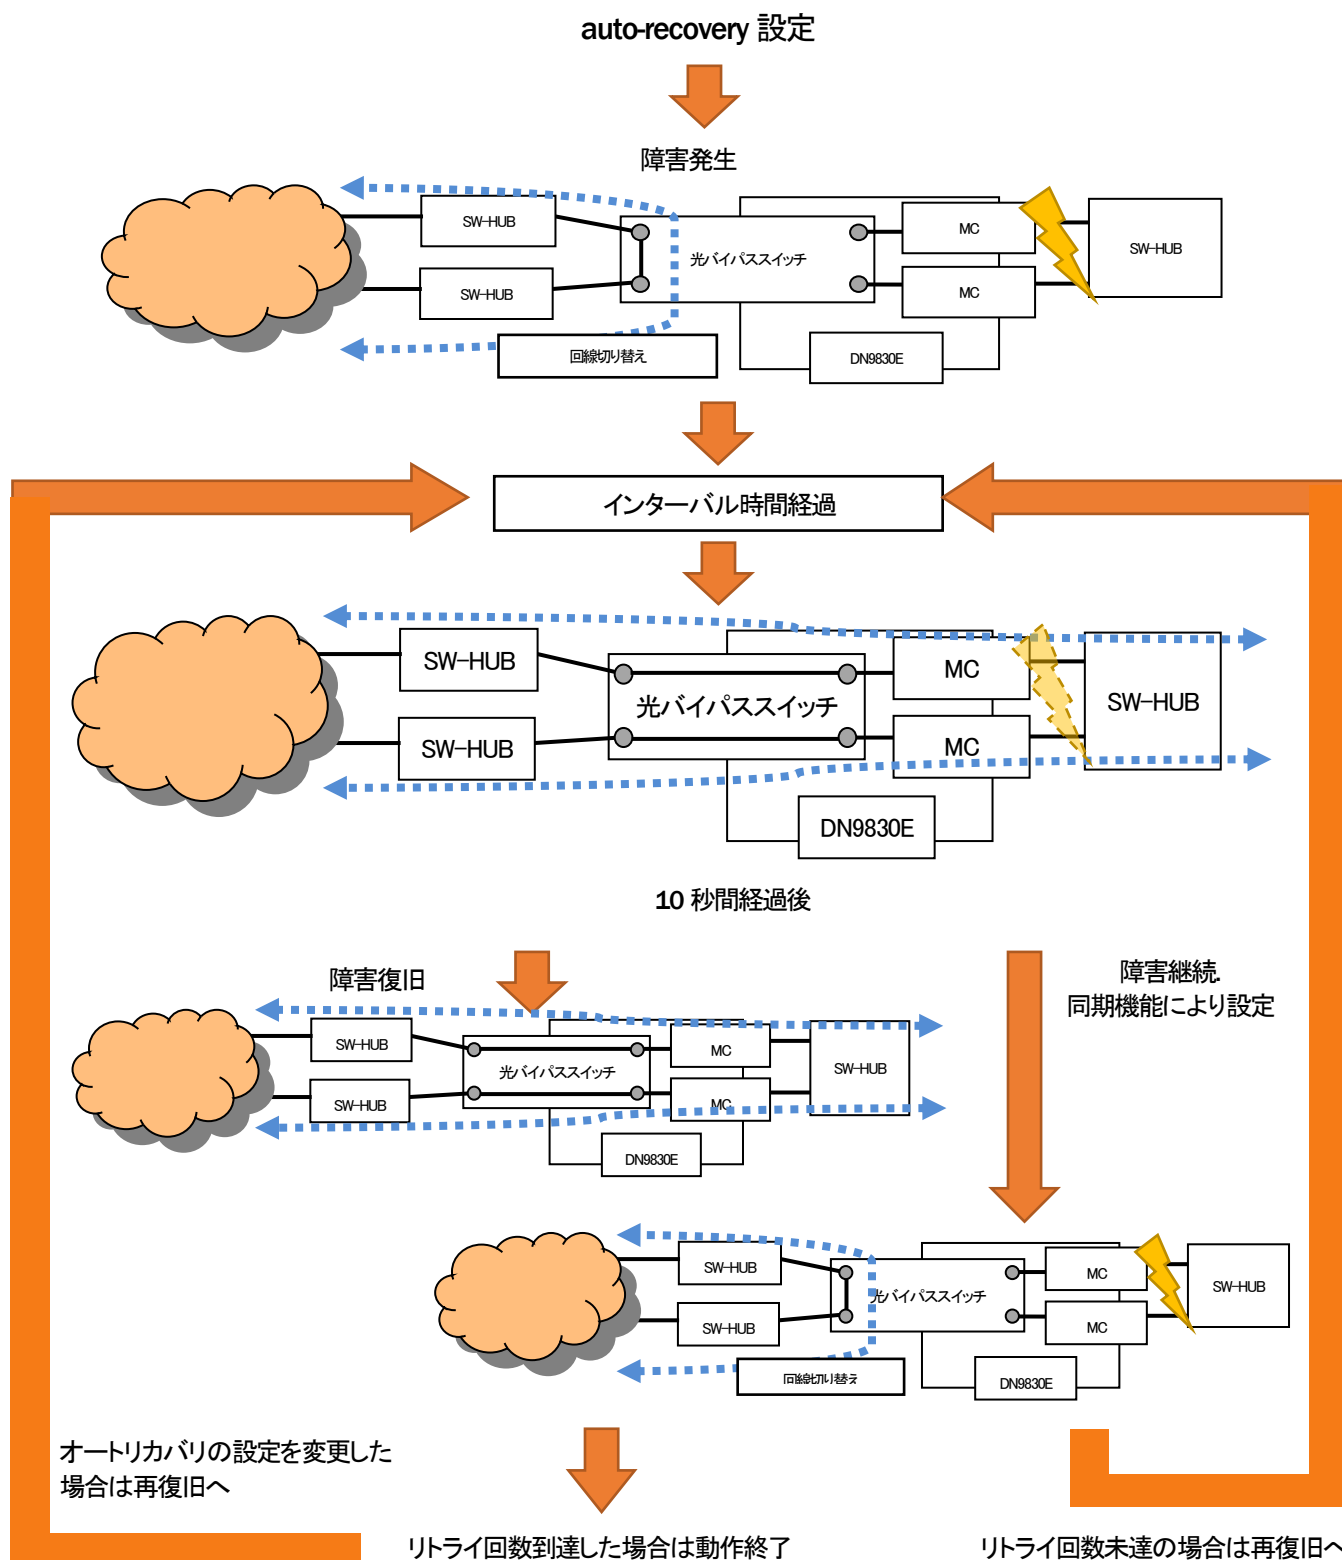 auto-recovery 設定
障害発生
SW-HUB
SW-HUB
光バイパススイッチ
MC
MC
SW-HUB
DN9830E
回線切り替え
インターバル時間経過
SW-HUB
SW-HUB
光バイパススイッチ
MC
MC
SW-HUB
DN9830E
10 秒間経過後
障害復旧
障害継続.
同期機能により設定
SW-HUB
SW-HUB
光バイパススイッチ
MC
MC
SW-HUB
DN9830E
SW-HUB
SW-HUB
光バイパススイッチ
MC
MC
SW-HUB
DN9830E
回線切り替え
オートリカバリの設定を変更した
場合は再復旧へ
リトライ回数到達した場合は動作終了
リトライ回数未達の場合は再復旧へ